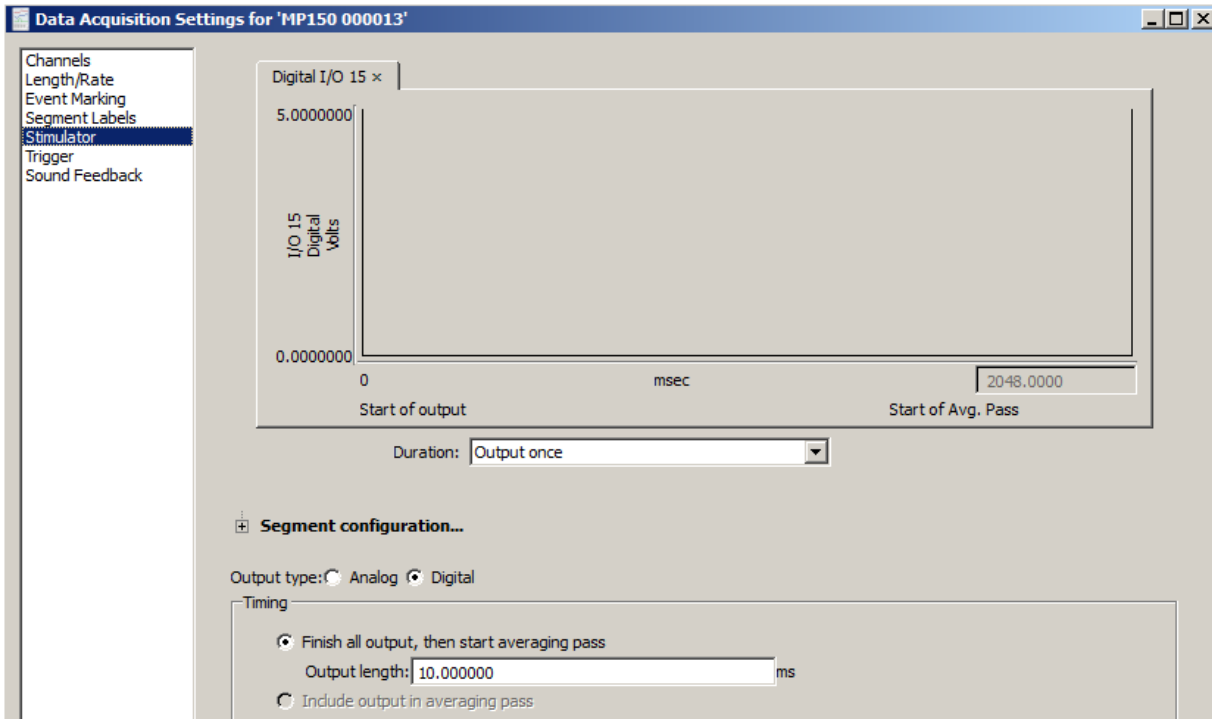 Data Acquisition Settings for 'MP150 000013'
Channels
Length/Rate
Event Marking
Segment Labels
Stimulator
Trigger
Sound Feedback
Digital I/O 15 ×
5.0000000
I/O 15
Digital
Volts
0.0000000
0 msec 2048.0000
Start of output Start of Avg. Pass
Duration: Output once
Segment configuration...
Output type: Analog Digital
Timing
Finish all output, then start averaging pass
Output length: 10.000000 ms
Include output in averaging pass